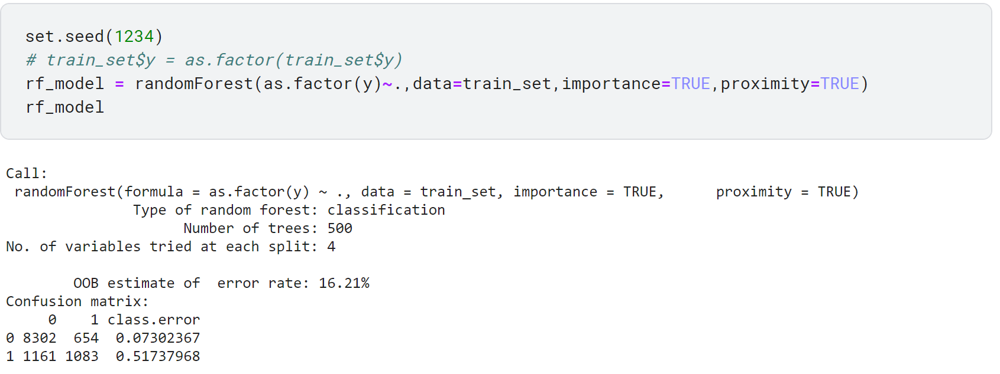 set.seed(1234)
# train_set$y = as.factor(train_set$y)
rf_model = randomForest(as.factor(y)~.,data=train_set,importance=TRUE,proximity=TRUE)
rf_model
Call:
 randomForest(formula = as.factor(y) ~ ., data = train_set, importance = TRUE,      proximity = TRUE)
               Type of random forest: classification
                     Number of trees: 500
No. of variables tried at each split: 4
        OOB estimate of  error rate: 16.21%
Confusion matrix:
     0    1 class.error
0 8302  654  0.07302367
1 1161 1083  0.51737968